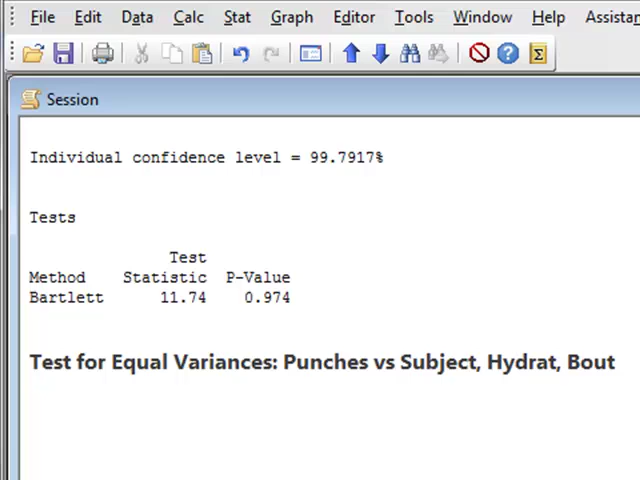 File Edit Data Calc Stat Graph Editor Tools Window Help
Session
Individual confidence level = 99.7917%
Tests
Test
Method Statistic P-Value
Bartlett 11.74 0.974
Test for Equal Variances: Punches vs Subject, Hydrat, Bout